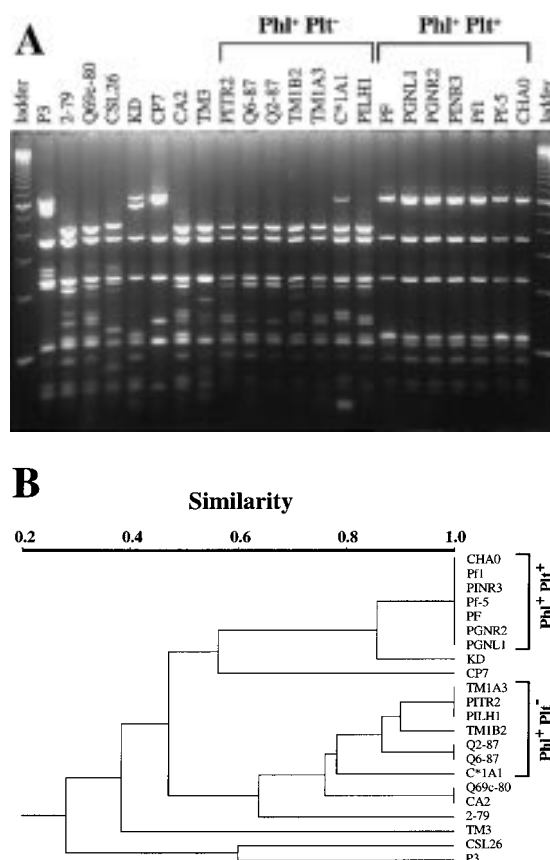 A
Phl⁺ Plt⁻
Phl⁺ Plt⁺
ladder
P3
2-79
Q69c-80
CSL26
KD
CP7
CA2
TM3
PITR2
Q6-87
Q2-87
TM1B2
TM1A3
C*1A1
PILH1
PF
PGNL1
PGNR2
PINR3
Pf1
Pf-5
CHA0
ladder
B
Similarity
0.2
0.4
0.6
0.8
1.0
CHA0
Pf1
PINR3
Pf-5
PF
PGNR2
PGNL1
KD
CP7
TM1A3
PITR2
PILH1
TM1B2
Q2-87
Q6-87
C*1A1
Q69c-80
CA2
2-79
TM3
CSL26
P3
Phl⁺ Plt⁺
Phl⁺ Plt⁻